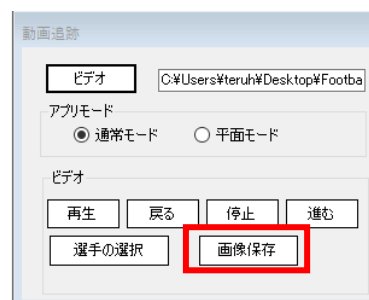 動画追跡
ビデオ C:¥Users¥teruh¥Desktop¥Footba
アプリモード
通常モード 平面モード
ビデオ
再生 戻る 停止 進む
選手の選択 画像保存